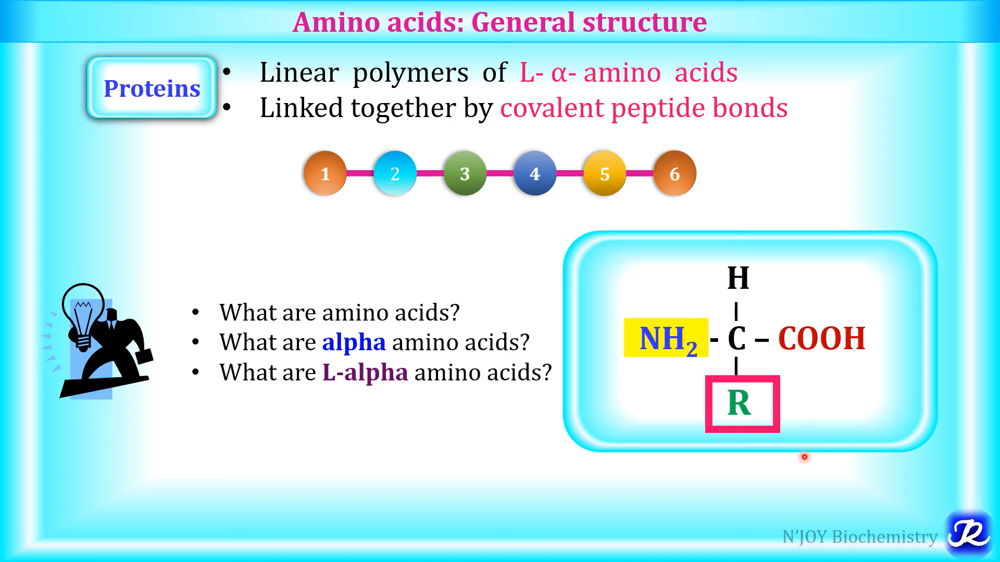 Amino acids: General structure
Proteins
• Linear polymers of L- α- amino acids
• Linked together by covalent peptide bonds
1 2 3 4 5 6
• What are amino acids?
• What are alpha amino acids?
• What are L-alpha amino acids?
H
NH₂ - C – COOH
R
N’JOY Biochemistry